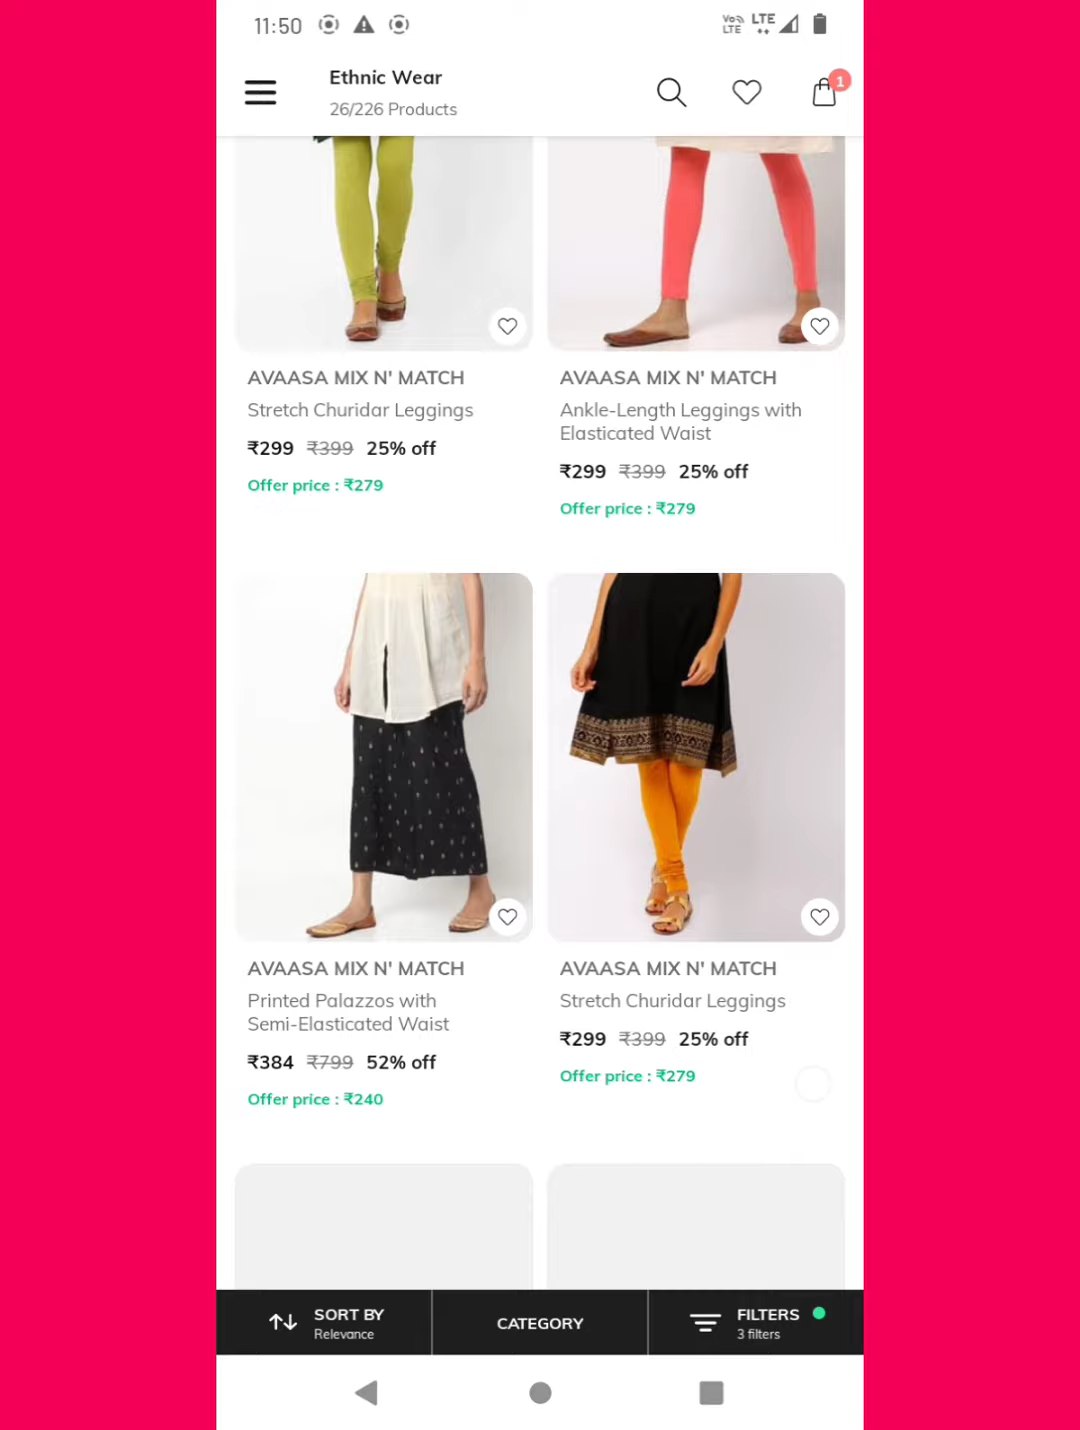 11:50
Vo LTE
LTE
Ethnic Wear
26/226 Products
1
AVAASA MIX N' MATCH
Stretch Churidar Leggings
₹299 ₹399 25% off
Offer price : ₹279
AVAASA MIX N' MATCH
Ankle-Length Leggings with
Elasticated Waist
₹299 ₹399 25% off
Offer price : ₹279
AVAASA MIX N' MATCH
Printed Palazzos with
Semi-Elasticated Waist
₹384 ₹799 52% off
Offer price : ₹240
AVAASA MIX N' MATCH
Stretch Churidar Leggings
₹299 ₹399 25% off
Offer price : ₹279
SORT BY
Relevance
CATEGORY
FILTERS
3 filters